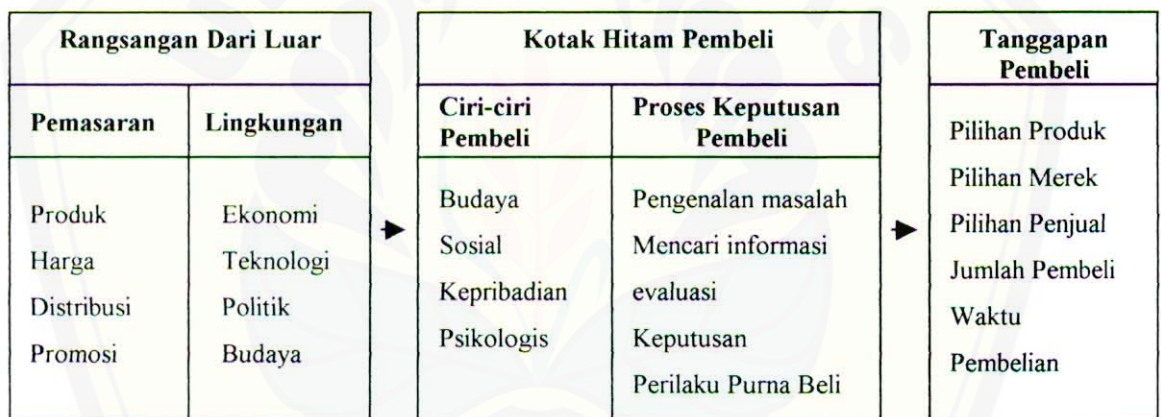 Rangsangan Dari Luar
Pemasaran
Lingkungan
Produk
Harga
Distribusi
Promosi
Ekonomi
Teknologi
Politik
Budaya
Kotak Hitam Pembeli
Ciri-ciri
Pembeli
Proses Keputusan
Pembeli
Budaya
Sosial
Kepribadian
Psikologis
Pengenalan masalah
Mencari informasi
evaluasi
Keputusan
Perilaku Purna Beli
Tanggapan
Pembeli
Pilihan Produk
Pilihan Merek
Pilihan Penjual
Jumlah Pembeli
Waktu
Pembelian